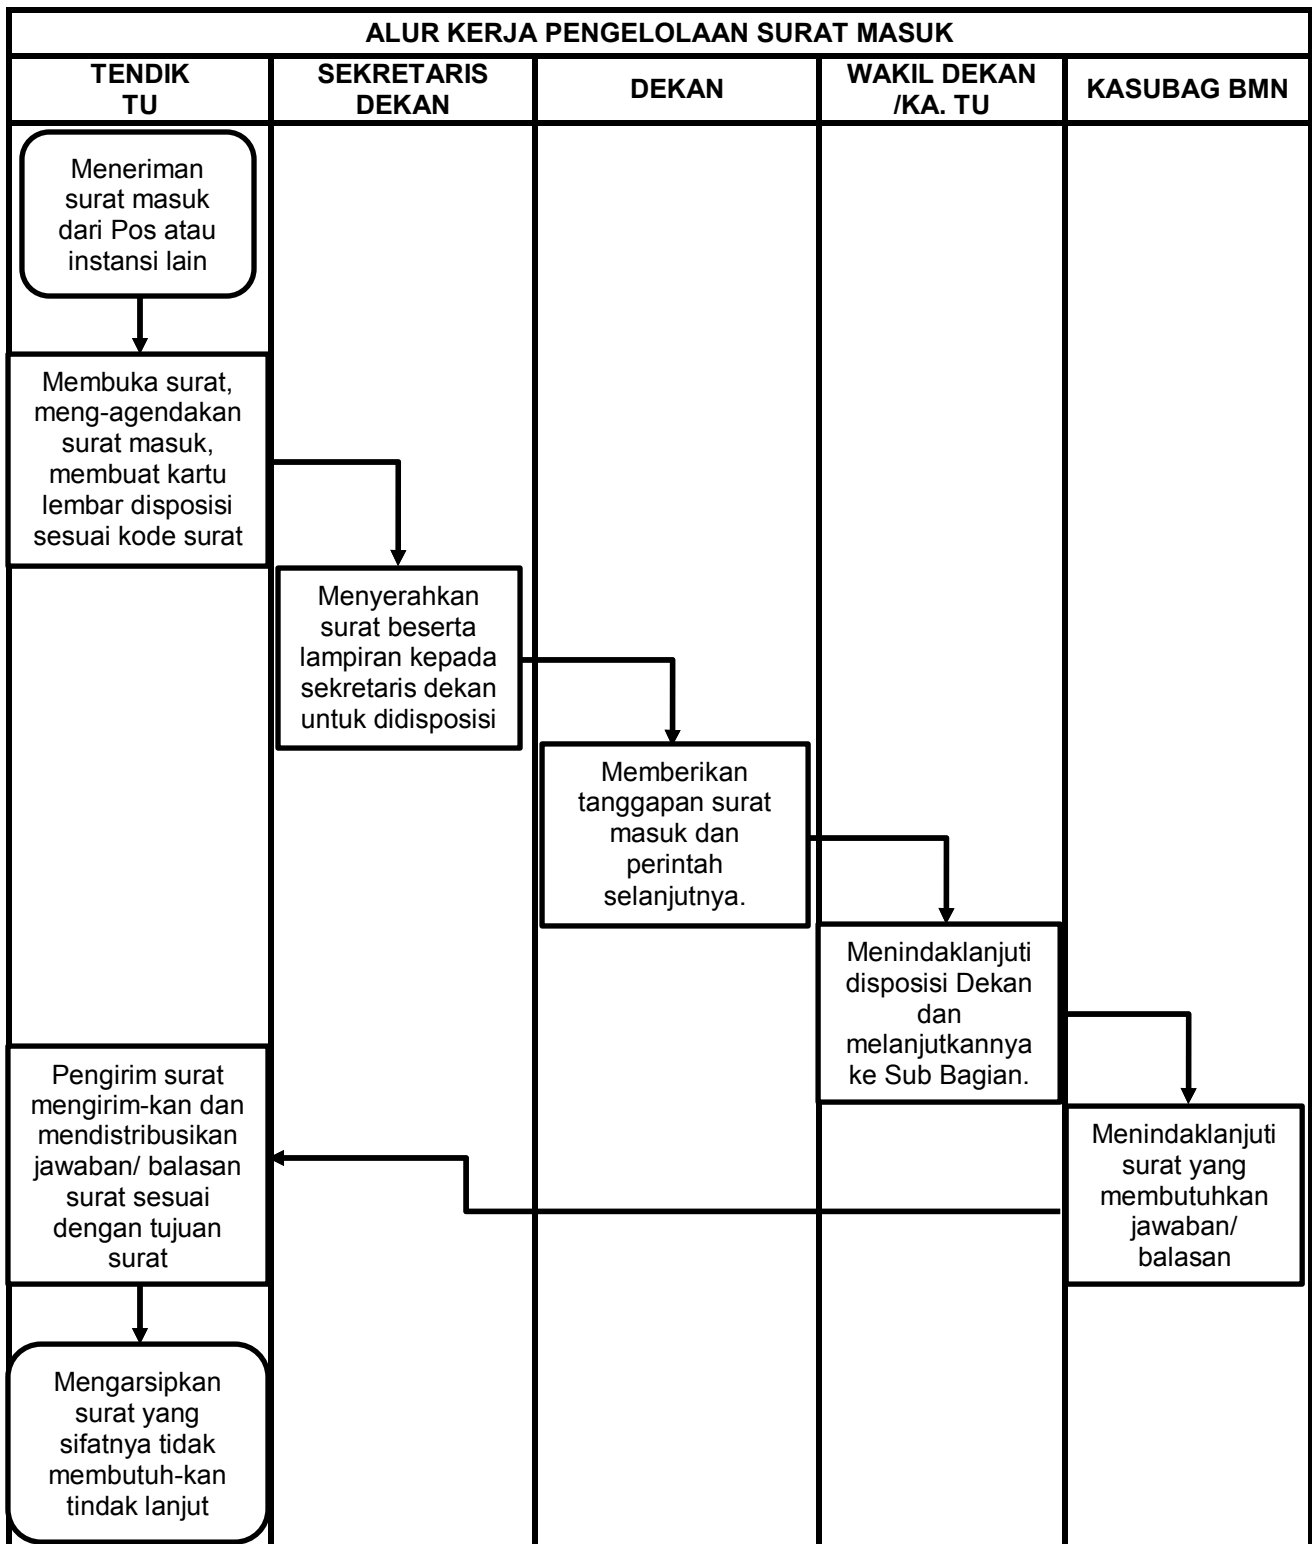 ALUR KERJA PENGELOLAAN SURAT MASUK
TENDIK
TU
SEKRETARIS
DEKAN
DEKAN
WAKIL DEKAN
/KA. TU
KASUBAG BMN
Meneriman
surat masuk
dari Pos atau
instansi lain
Membuka surat,
meng-agendakan
surat masuk,
membuat kartu
lembar disposisi
sesuai kode surat
Menyerahkan
surat beserta
lampiran kepada
sekretaris dekan
untuk didisposisi
Memberikan
tanggapan surat
masuk dan
perintah
selanjutnya.
Menindaklanjuti
disposisi Dekan
dan
melanjutkannya
ke Sub Bagian.
Menindaklanjuti
surat yang
membutuhkan
jawaban/
balasan
Pengirim surat
mengirim-kan dan
mendistribusikan
jawaban/ balasan
surat sesuai
dengan tujuan
surat
Mengarsipkan
surat yang
sifatnya tidak
membutuh-kan
tindak lanjut